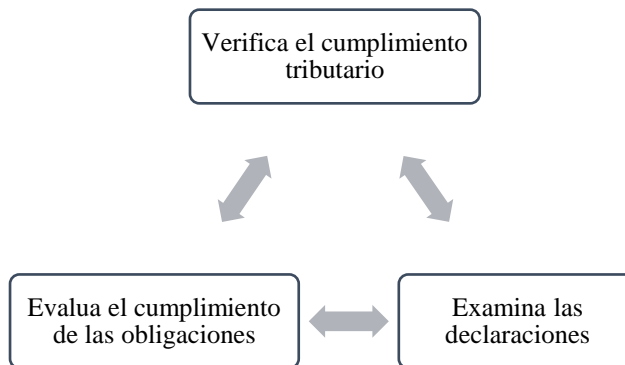 Verifica el cumplimiento
tributario
Evalua el cumplimiento
de las obligaciones
Examina las
declaraciones